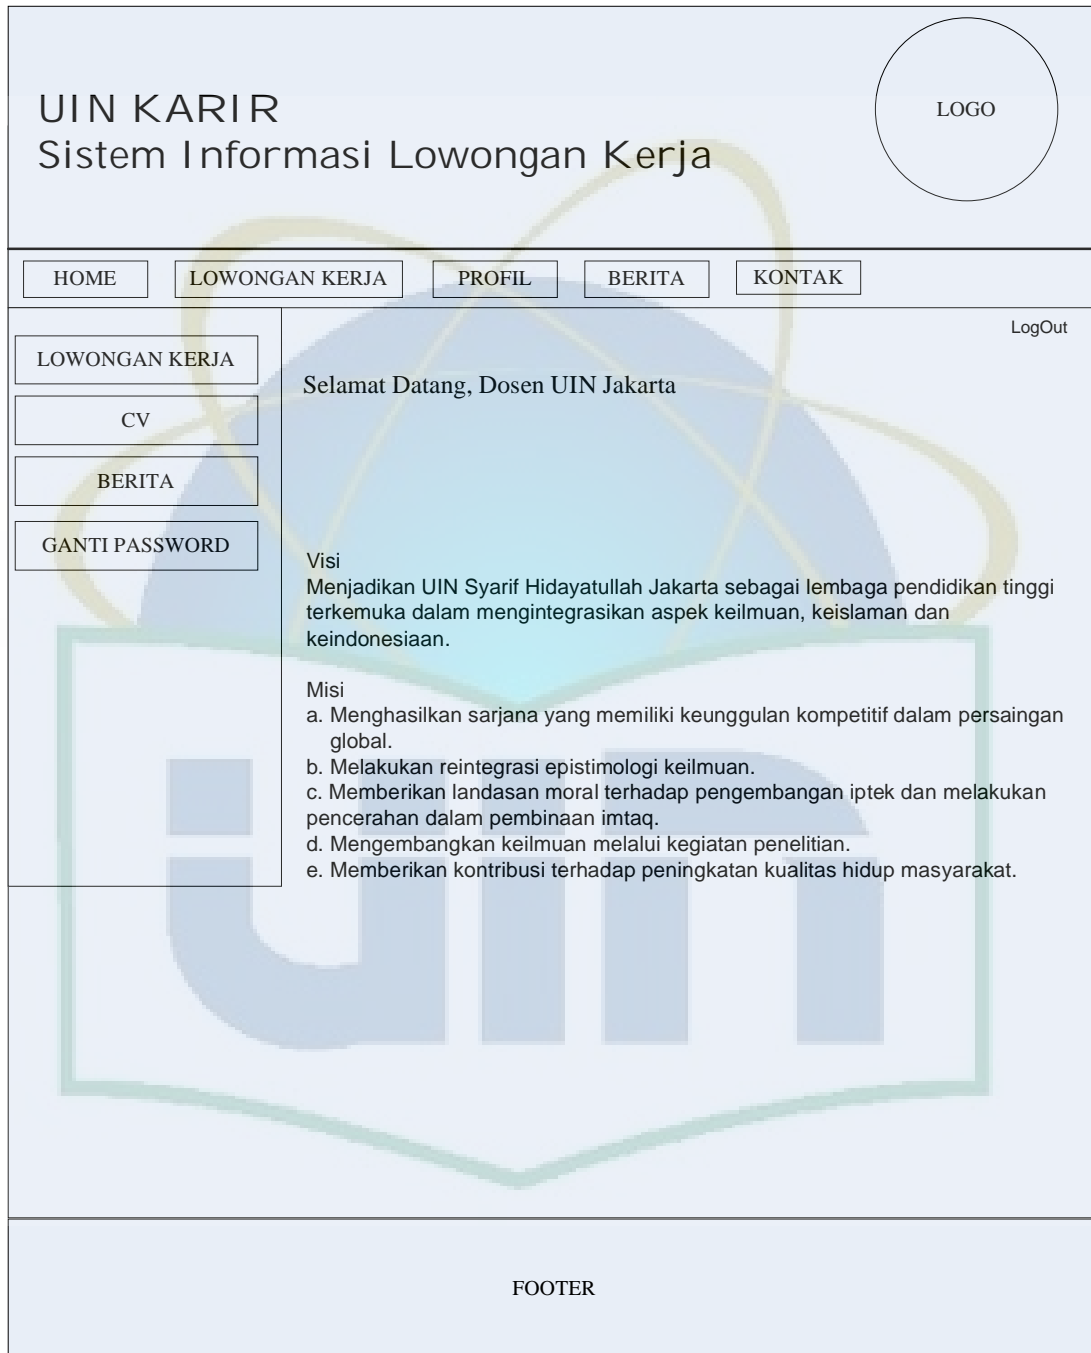 UIN KARIR
Sistem Informasi Lowongan Kerja
LOGO
HOME
LOWONGAN KERJA
PROFIL
BERITA
KONTAK
LogOut
LOWONGAN KERJA
CV
BERITA
GANTI PASSWORD
Selamat Datang, Dosen UIN Jakarta
Visi
Menjadikan UIN Syarif Hidayatullah Jakarta sebagai lembaga pendidikan tinggi
terkemuka dalam mengintegrasikan aspek keilmuan, keislaman dan
keindonesiaan.
Misi
a. Menghasilkan sarjana yang memiliki keunggulan kompetitif dalam persaingan
global.
b. Melakukan reintegrasi epistimologi keilmuan.
c. Memberikan landasan moral terhadap pengembangan iptek dan melakukan
pencerahan dalam pembinaan imtaq.
d. Mengembangkan keilmuan melalui kegiatan penelitian.
e. Memberikan kontribusi terhadap peningkatan kualitas hidup masyarakat.
uin
FOOTER